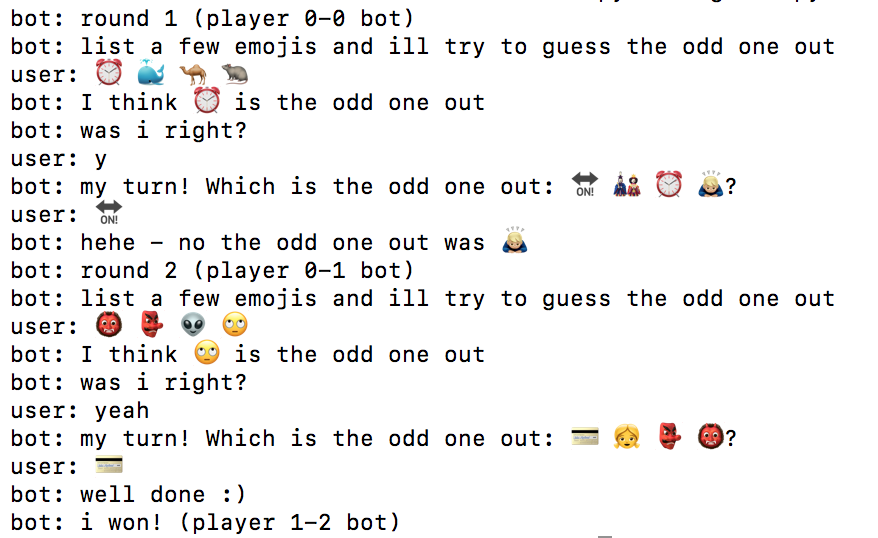 bot: round 1 (player 0-0 bot)
bot: list a few emojis and ill try to guess the odd one out
user: ⏰ 🐳 🐪 🐀
bot: I think ⏰ is the odd one out
bot: was i right?
user: y
bot: my turn! Which is the odd one out: 🔛 🎎 ⏰ 🙇🏼?
user: 🔛
bot: hehe - no the odd one out was 🙇🏼
bot: round 2 (player 0-1 bot)
bot: list a few emojis and ill try to guess the odd one out
user: 👹 👺 👽 🙄
bot: I think 🙄 is the odd one out
bot: was i right?
user: yeah
bot: my turn! Which is the odd one out: 💳 👧 👺 👹?
user: 💳
bot: well done :)
bot: i won! (player 1-2 bot)